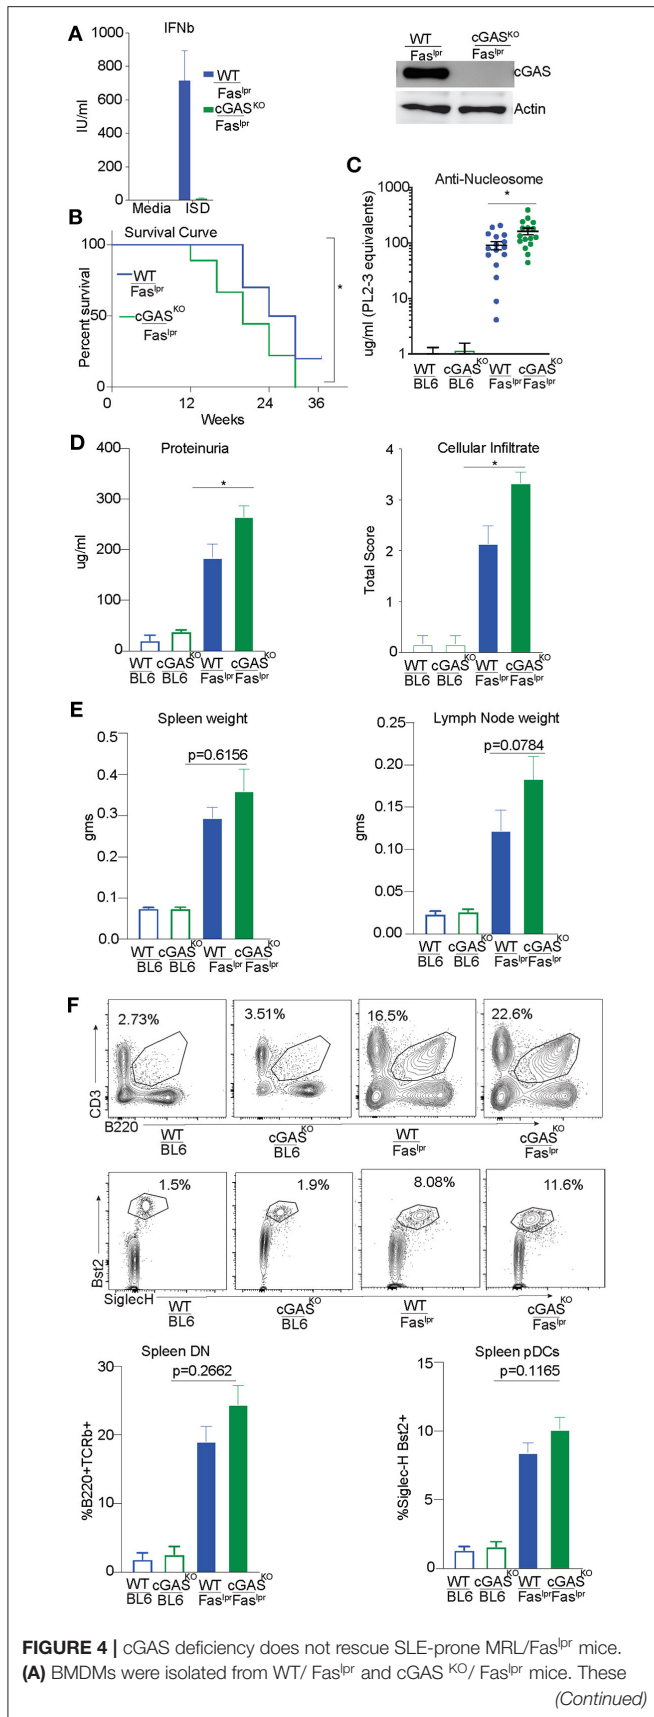 A
IFNb
1000
800
600
400
200
0
IU/ml
Media ISD
WT
Fas^lpr
cGAS^KO
Fas^lpr
WT
Fas^lpr
cGAS^KO
Fas^lpr
cGAS
Actin
B
Survival Curve
100
50
0
Percent survival
WT
Fas^lpr
cGAS^KO
Fas^lpr
*
0 12 24 36
Weeks
C
Anti-Nucleosome
*
1000
100
10
1
ug/ml (PL2-3 equivalents)
WT cGAS^KO WT cGAS^KO
BL6 BL6 Fas^lpr Fas^lpr
D
Proteinuria
400
300
200
100
0
ug/ml
*
WT cGAS^KO WT cGAS^KO
BL6 BL6 Fas^lpr Fas^lpr
Cellular Infiltrate
4
3
2
1
0
Total Score
*
WT cGAS^KO WT cGAS^KO
BL6 BL6 Fas^lpr Fas^lpr
E
Spleen weight
0.5
0.4
0.3
0.2
0.1
0.0
gms
p=0.6156
WT cGAS^KO WT cGAS^KO
BL6 BL6 Fas^lpr Fas^lpr
Lymph Node weight
0.25
0.20
0.15
0.10
0.05
0.00
gms
p=0.0784
WT cGAS^KO WT cGAS^KO
BL6 BL6 Fas^lpr Fas^lpr
F
2.73% 3.51% 16.5% 22.6%
CD3
B220
WT cGAS^KO WT cGAS^KO
BL6 BL6 Fas^lpr Fas^lpr
1.5% 1.9% 8.08% 11.6%
Bst2
SiglecH
WT cGAS^KO WT cGAS^KO
BL6 BL6 Fas^lpr Fas^lpr
Spleen DN
30
20
10
0
%B220+TCRb+
p=0.2662
WT cGAS^KO WT cGAS^KO
BL6 BL6 Fas^lpr Fas^lpr
Spleen pDCs
15
10
5
0
%Siglec-H Bst2+
p=0.1165
WT cGAS^KO WT cGAS^KO
BL6 BL6 Fas^lpr Fas^lpr
FIGURE 4 | cGAS deficiency does not rescue SLE-prone MRL/Fas^lpr mice.
(A) BMDMs were isolated from WT/ Fas^lpr and cGAS ^KO/ Fas^lpr mice. These
(Continued)